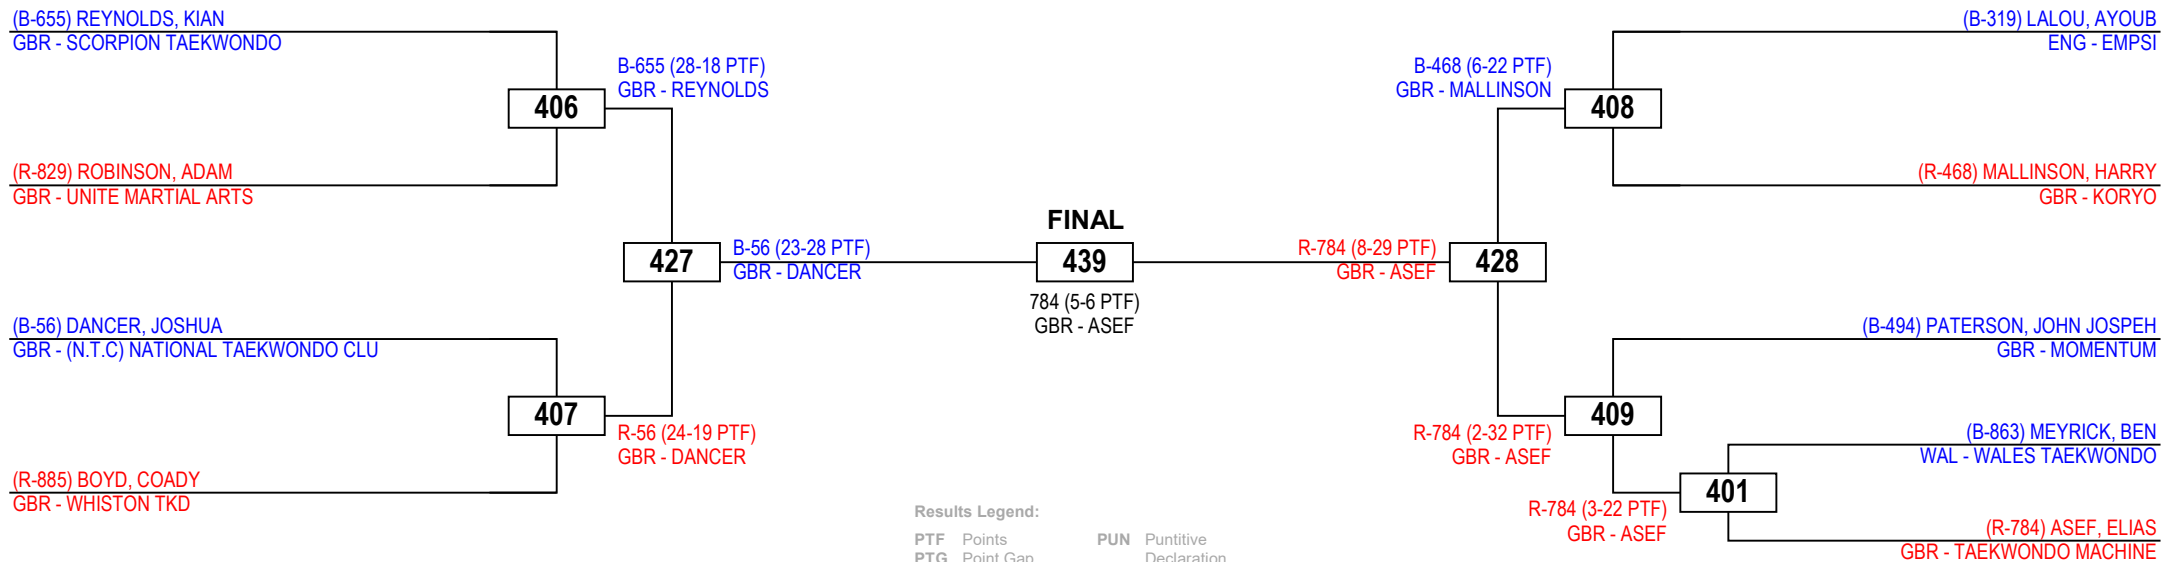 (B-655) REYNOLDS, KIAN
GBR - SCORPION TAEKWONDO
B-655 (28-18 PTF)
GBR - REYNOLDS
406
(R-829) ROBINSON, ADAM
GBR - UNITE MARTIAL ARTS
427
B-56 (23-28 PTF)
GBR - DANCER
(B-56) DANCER, JOSHUA
GBR - (N.T.C) NATIONAL TAEKWONDO CLU
407
R-56 (24-19 PTF)
GBR - DANCER
(R-885) BOYD, COADY
GBR - WHISTON TKD
FINAL
439
784 (5-6 PTF)
GBR - ASEF
(B-319) LALOU, AYOUB
ENG - EMPSI
B-468 (6-22 PTF)
GBR - MALLINSON
408
(R-468) MALLINSON, HARRY
GBR - KORYO
R-784 (8-29 PTF)
GBR - ASEF
428
(B-494) PATERSON, JOHN JOSPEH
GBR - MOMENTUM
409
R-784 (2-32 PTF)
GBR - ASEF
(B-863) MEYRICK, BEN
WAL - WALES TAEKWONDO
401
R-784 (3-22 PTF)
GBR - ASEF
(R-784) ASEF, ELIAS
GBR - TAEKWONDO MACHINE
Results Legend:
PTF Points PUN Puntitive
PTG Point Gap Declaration